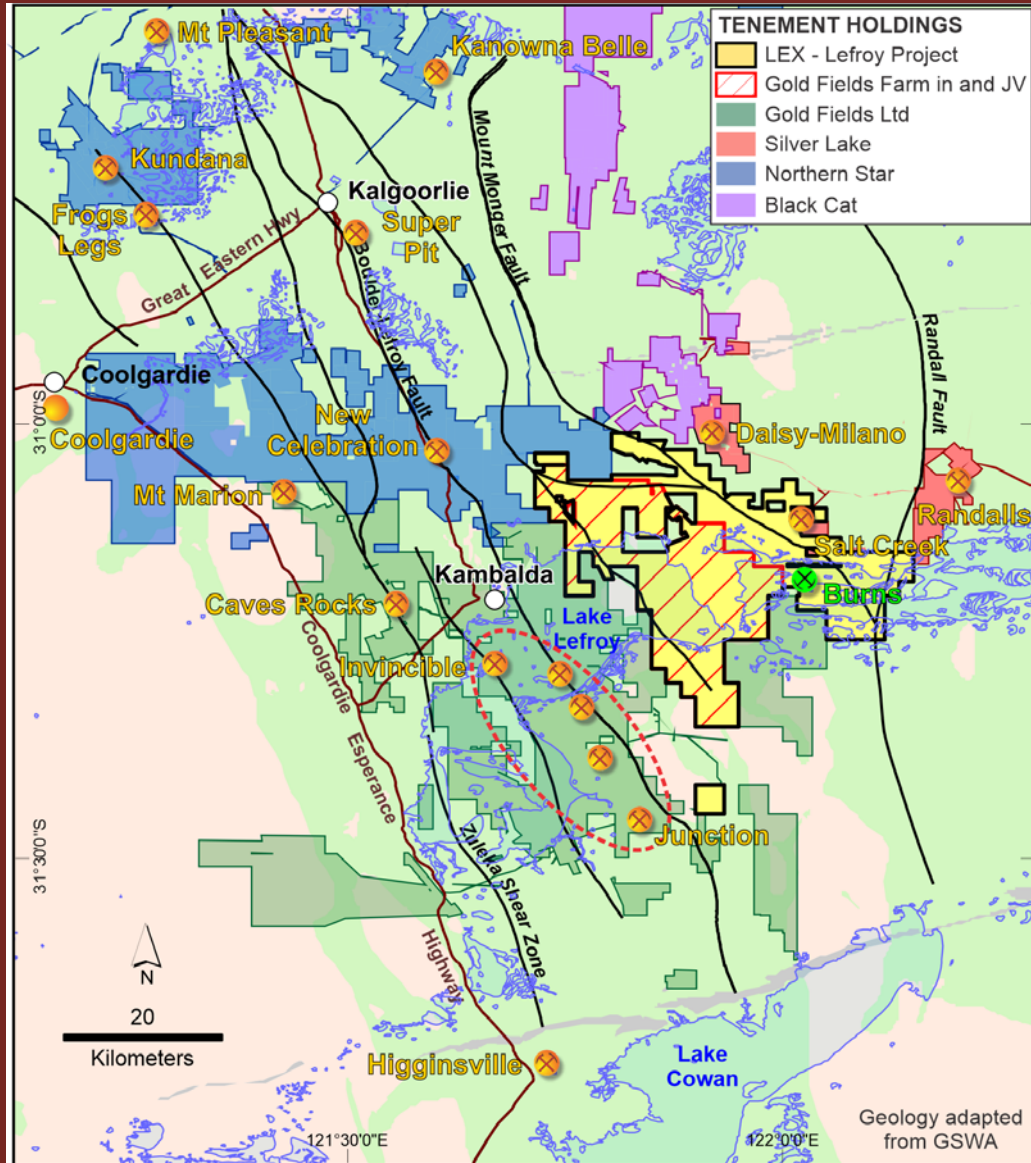 TENEMENT HOLDINGS
LEX - Lefroy Project
Gold Fields Farm in and JV
Gold Fields Ltd
Silver Lake
Northern Star
Black Cat
Mt Pleasant
Kanowna Belle
Mount Monger Fault
Kundana
Kalgoorlie
Frogs
Legs
Super
Pit
Great Eastern Hwy
Boulder-Lefroy Fault
Randall Fault
Coolgardie
31°0'0"S
Coolgardie
New
Celebration
Daisy-Milano
Mt Marion
Randalls
Salt Creek
Kambalda
Burns
Caves Rocks
Lake
Lefroy
Invincible
Coolgardie
Esperance
Highway
Junction
Zuleika Shear Zone
31°30'0"S
N
20
Kilometers
Higginsville
Lake
Cowan
121°30'0"E
122°0'0"E
Geology adapted
from GSWA